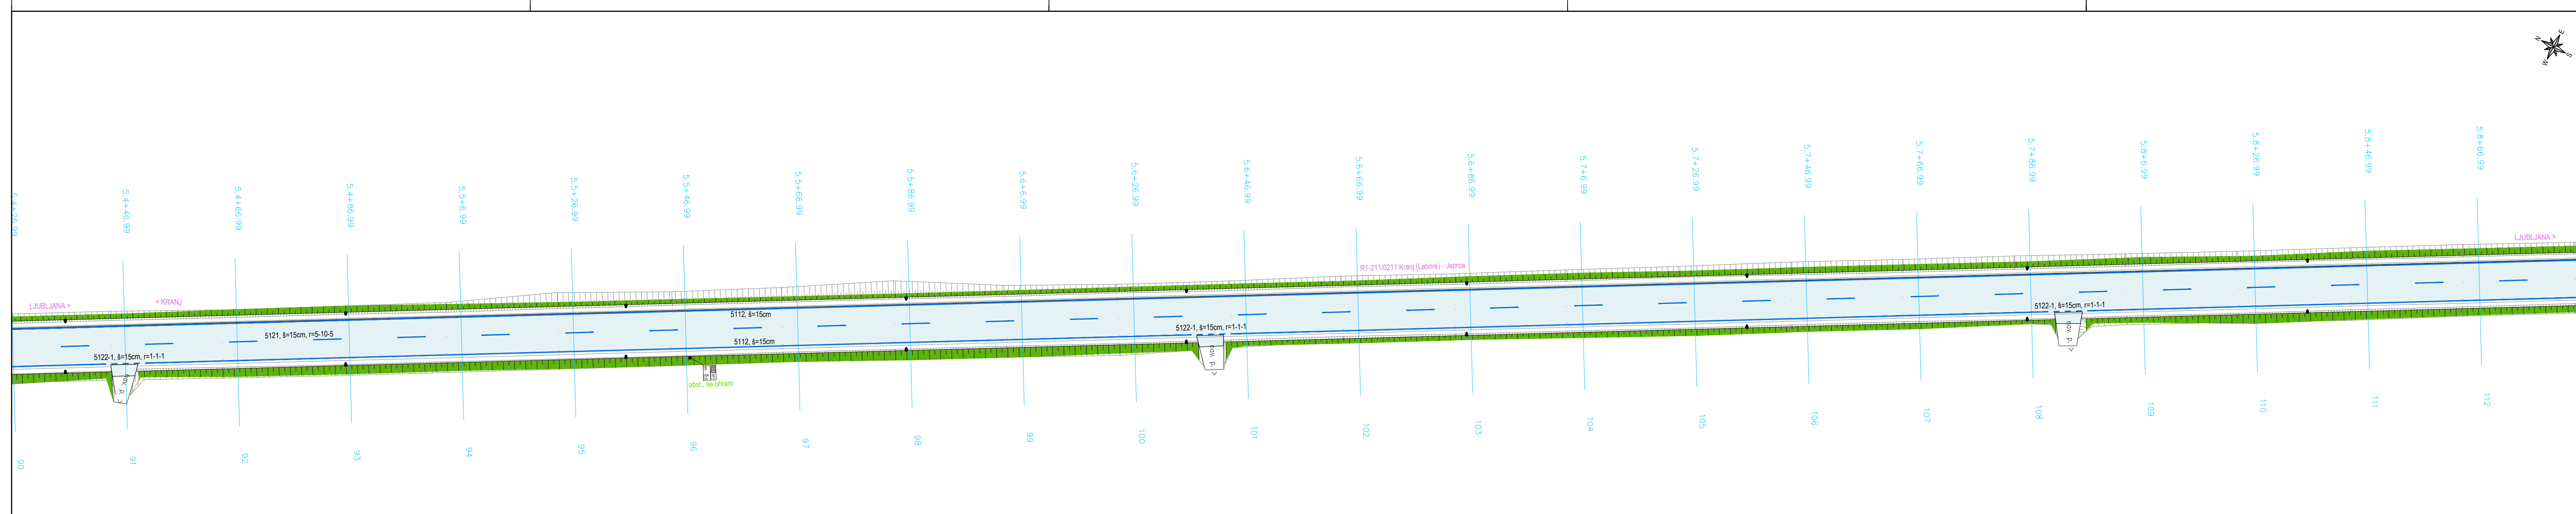 N
E
S
W
5.4+26.99
5.4+46.99
5.4+66.99
5.4+86.99
5.5+6.99
5.5+26.99
5.5+46.99
5.5+66.99
5.5+86.99
5.6+6.99
5.6+26.99
5.6+46.99
5.6+66.99
5.6+86.99
5.7+6.99
5.7+26.99
5.7+46.99
5.7+66.99
5.7+86.99
5.8+6.99
5.8+26.99
5.8+46.99
5.8+66.99
LJUBLJANA >
< KRANJ
R1-211/0211 Kranj (Labore) - Jeprca
LJUBLJANA >
5121, š=15cm, r=5-10-5
5112, š=15cm
5112, š=15cm
5122-1, š=15cm, r=1-1-1
5122-1, š=15cm, r=1-1-1
5122-1, š=15cm, r=1-1-1
nov. p.
nov. p.
nov. p.
obst., se ohrani
90
91
92
93
94
95
96
97
98
99
100
101
102
103
104
105
106
107
108
109
110
111
112